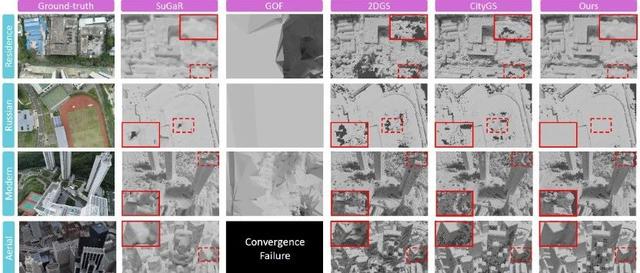 Ground-truth SuGaR GOF 2DGS CityGS Ours
Residence
Russian
Modern
Aerial
Convergence
Failure